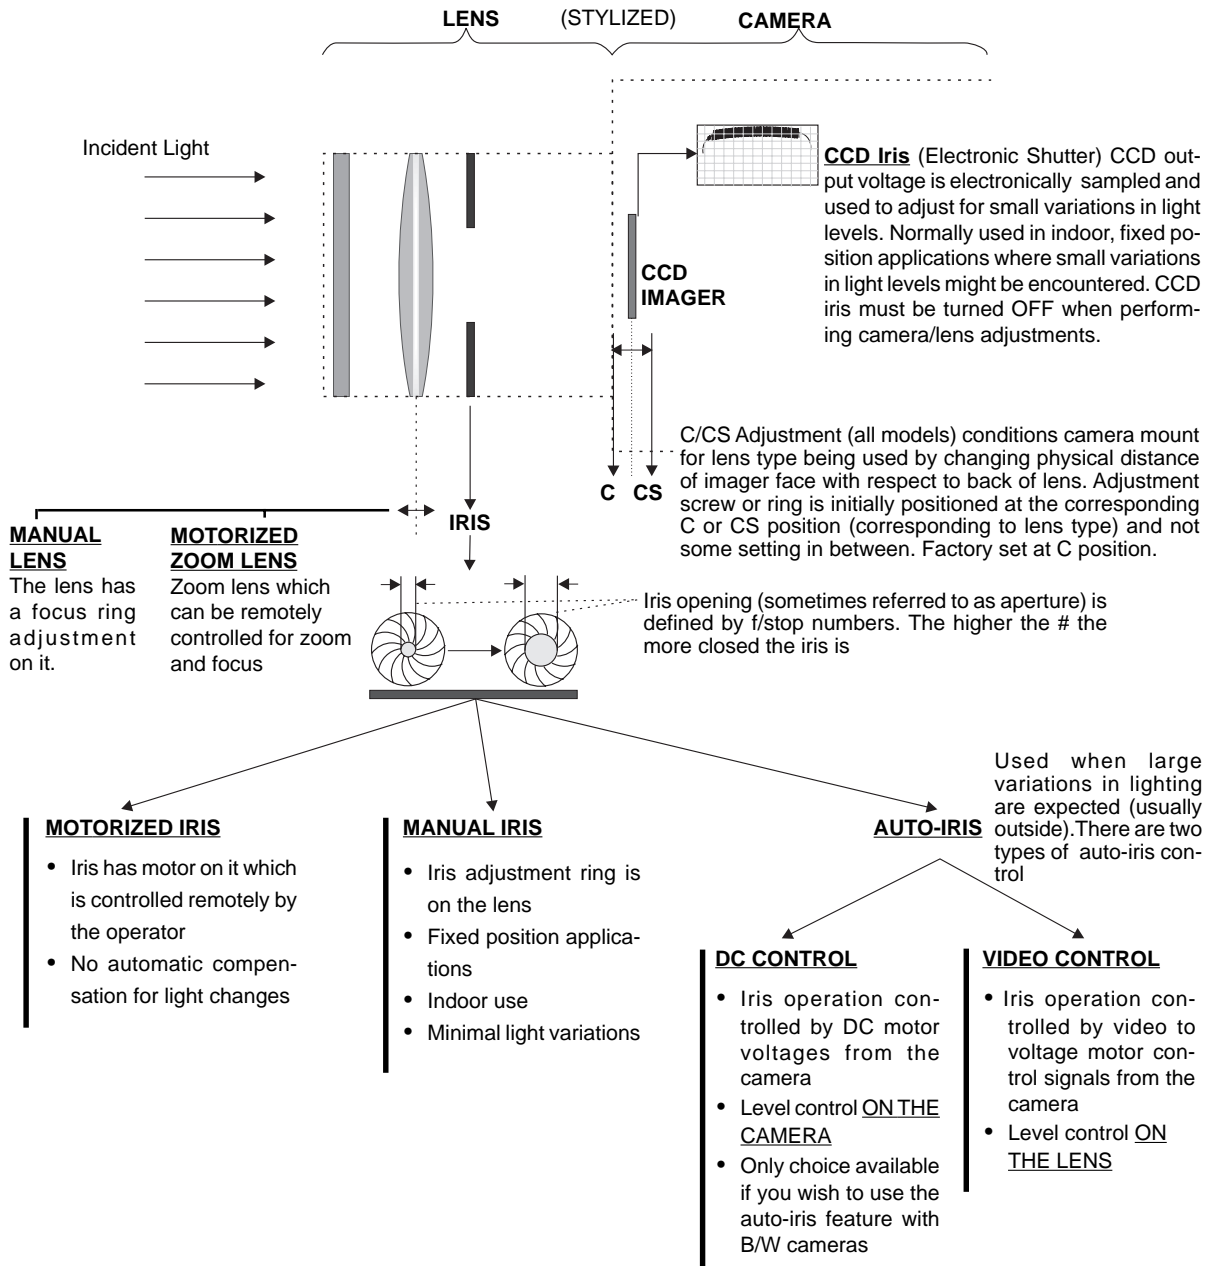 LENS (STYLIZED) CAMERA
Incident Light
CCD Iris (Electronic Shutter) CCD out-
put voltage is electronically sampled and
used to adjust for small variations in light
levels. Normally used in indoor, fixed po-
sition applications where small variations
in light levels might be encountered. CCD
iris must be turned OFF when perform-
ing camera/lens adjustments.
CCD
IMAGER
C/CS Adjustment (all models) conditions camera mount
for lens type being used by changing physical distance
of imager face with respect to back of lens. Adjustment
screw or ring is initially positioned at the corresponding
C or CS position (corresponding to lens type) and not
some setting in between. Factory set at C position.
C CS
IRIS
MANUAL
LENS
The lens has
a focus ring
adjustment
on it.
MOTORIZED
ZOOM LENS
Zoom lens which
can be remotely
controlled for zoom
and focus
Iris opening (sometimes referred to as aperture) is
defined by f/stop numbers. The higher the # the
more closed the iris is
MOTORIZED IRIS
• Iris has motor on it which
is controlled remotely by
the operator
• No automatic compen-
sation for light changes
MANUAL IRIS
• Iris adjustment ring is
on the lens
• Fixed position applica-
tions
• Indoor use
• Minimal light variations
AUTO-IRIS
Used when large
variations in lighting
are expected (usually
outside).There are two
types of auto-iris con-
trol
DC CONTROL
• Iris operation con-
trolled by DC motor
voltages from the
camera
• Level control ON THE
CAMERA
• Only choice available
if you wish to use the
auto-iris feature with
B/W cameras
VIDEO CONTROL
• Iris operation con-
trolled by video to
voltage motor con-
trol signals from the
camera
• Level control ON
THE LENS